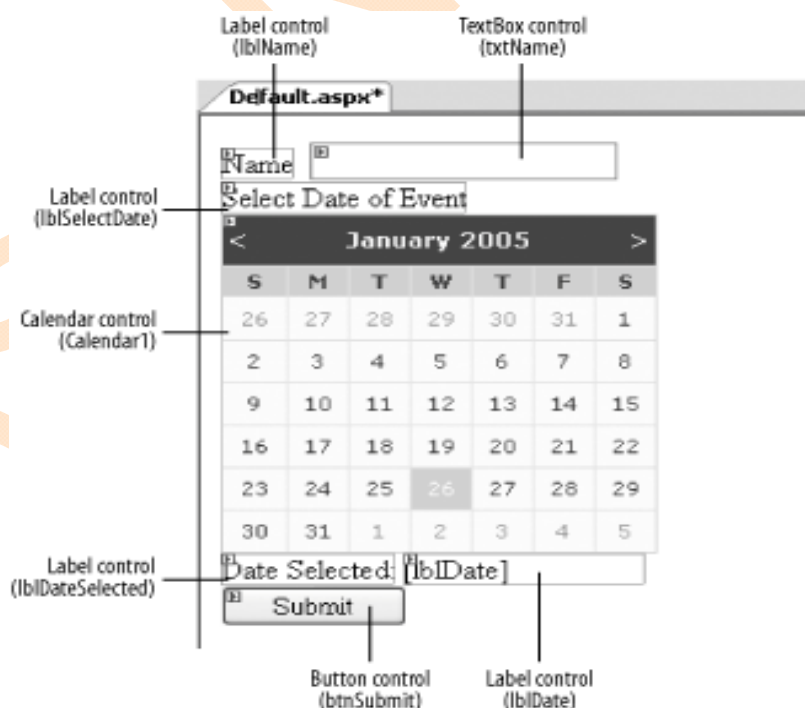 Label control
(lblName)
TextBox control
(txtName)
Default.aspx*
Name
Label control
(lblSelectDate)
Select Date of Event
< January 2005 >
S M T W T F S
Calendar control
(Calendar1)
26 27 28 29 30 31 1
2 3 4 5 6 7 8
9 10 11 12 13 14 15
16 17 18 19 20 21 22
23 24 25 26 27 28 29
30 31 1 2 3 4 5
Label control
(lblDateSelected)
Date Selected: [lblDate]
Submit
Button control
(btnSubmit)
Label control
(lblDate)